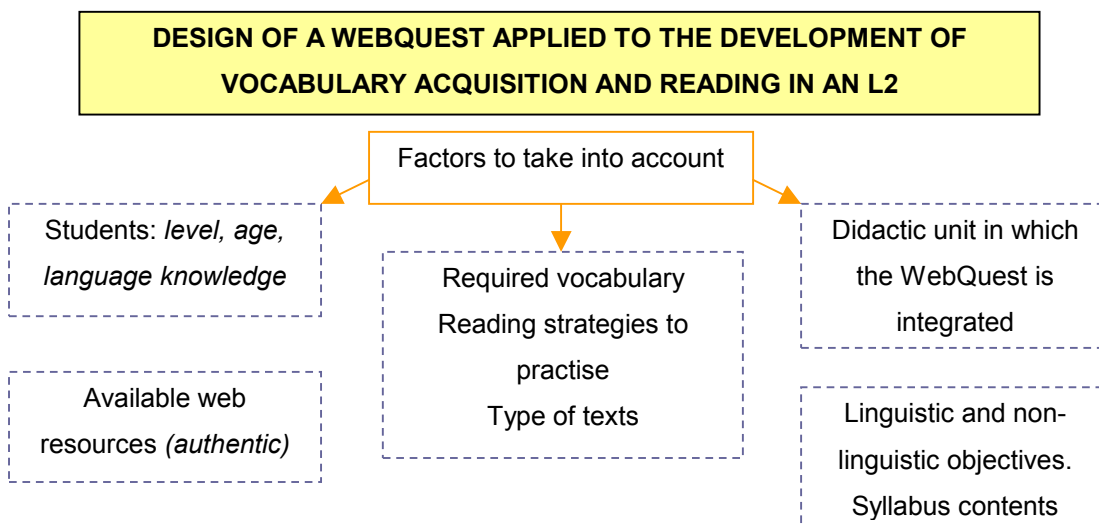 DESIGN OF A WEBQUEST APPLIED TO THE DEVELOPMENT OF
VOCABULARY ACQUISITION AND READING IN AN L2
Factors to take into account
Students: level, age,
language knowledge
Required vocabulary
Reading strategies to
practise
Type of texts
Didactic unit in which
the WebQuest is
integrated
Available web
resources (authentic)
Linguistic and non-
linguistic objectives.
Syllabus contents